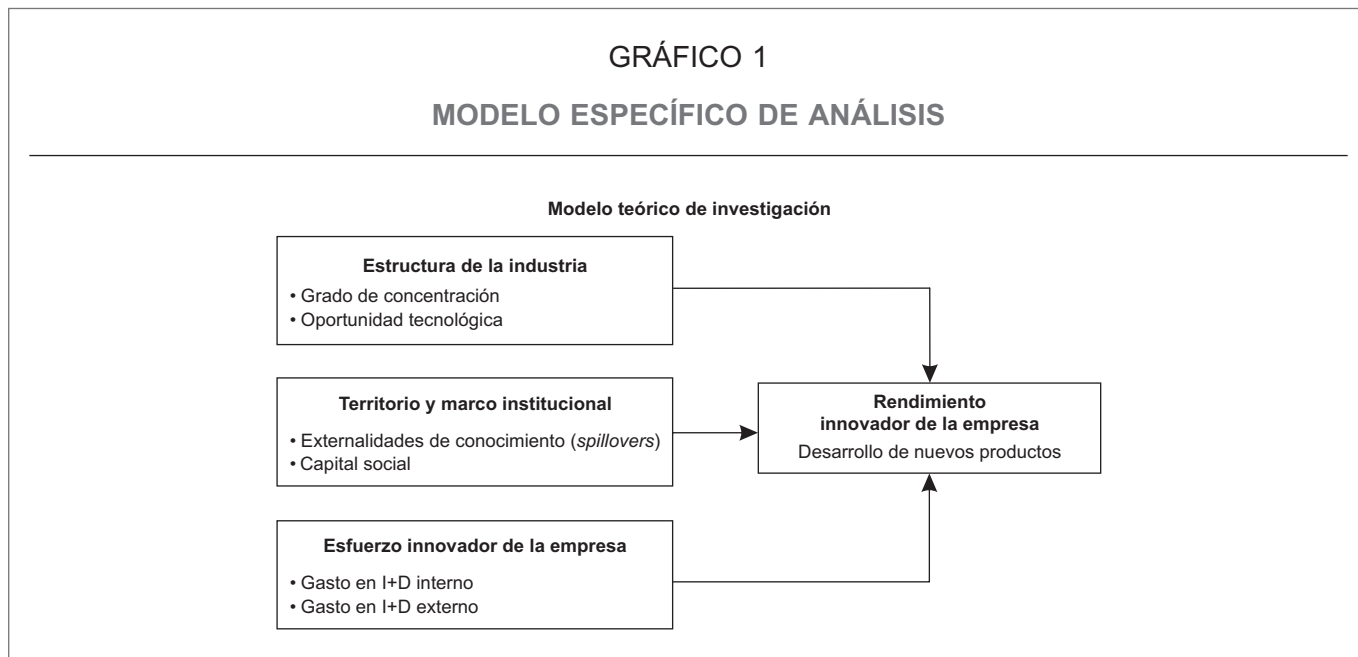 GRÁFICO 1
MODELO ESPECÍFICO DE ANÁLISIS
Modelo teórico de investigación
Estructura de la industria
• Grado de concentración
• Oportunidad tecnológica
Territorio y marco institucional
• Externalidades de conocimiento (spillovers)
• Capital social
Esfuerzo innovador de la empresa
• Gasto en I+D interno
• Gasto en I+D externo
Rendimiento
innovador de la empresa
Desarrollo de nuevos productos